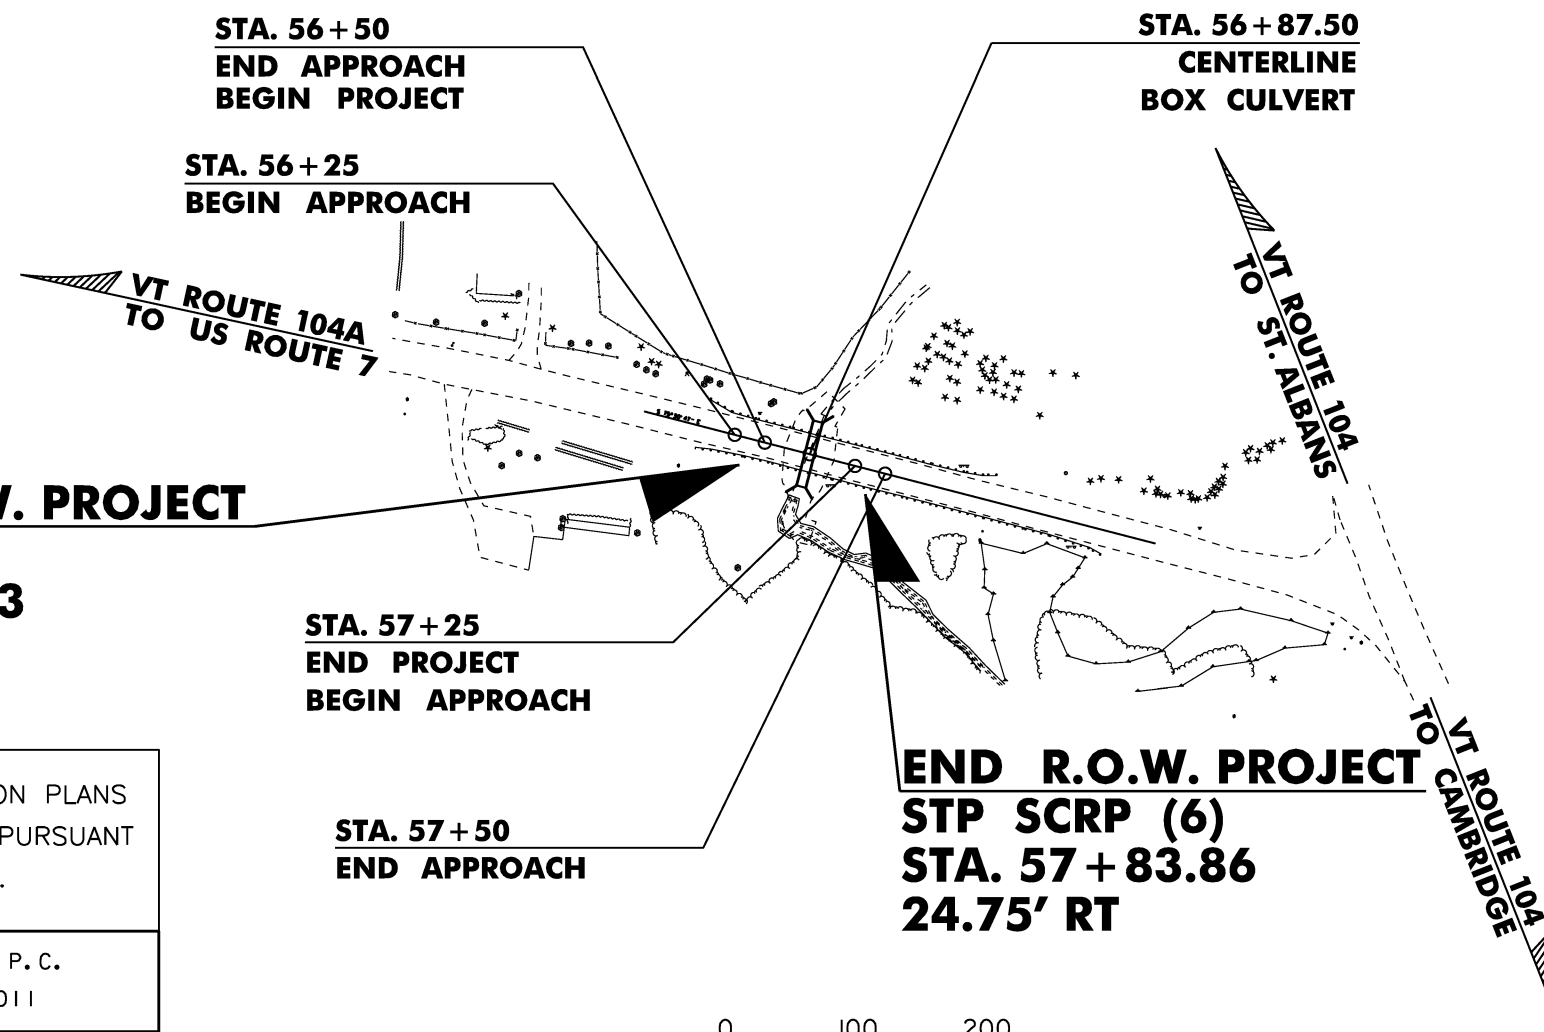 STA. 56+50
END APPROACH
BEGIN PROJECT
STA. 56+87.50
CENTERLINE
BOX CULVERT
STA. 56+25
BEGIN APPROACH
VT ROUTE 104A
TO US ROUTE 7
VT ROUTE 104
TO ST. ALBANS
W. PROJECT
3
STA. 57+25
END PROJECT
BEGIN APPROACH
STA. 57+50
END APPROACH
END R.O.W. PROJECT
STP SCRP (6)
STA. 57+83.86
24.75' RT
VT ROUTE 104
TO CAMBRIDGE
ON PLANS
PURSUANT
.
P.C.
011
0 100 200